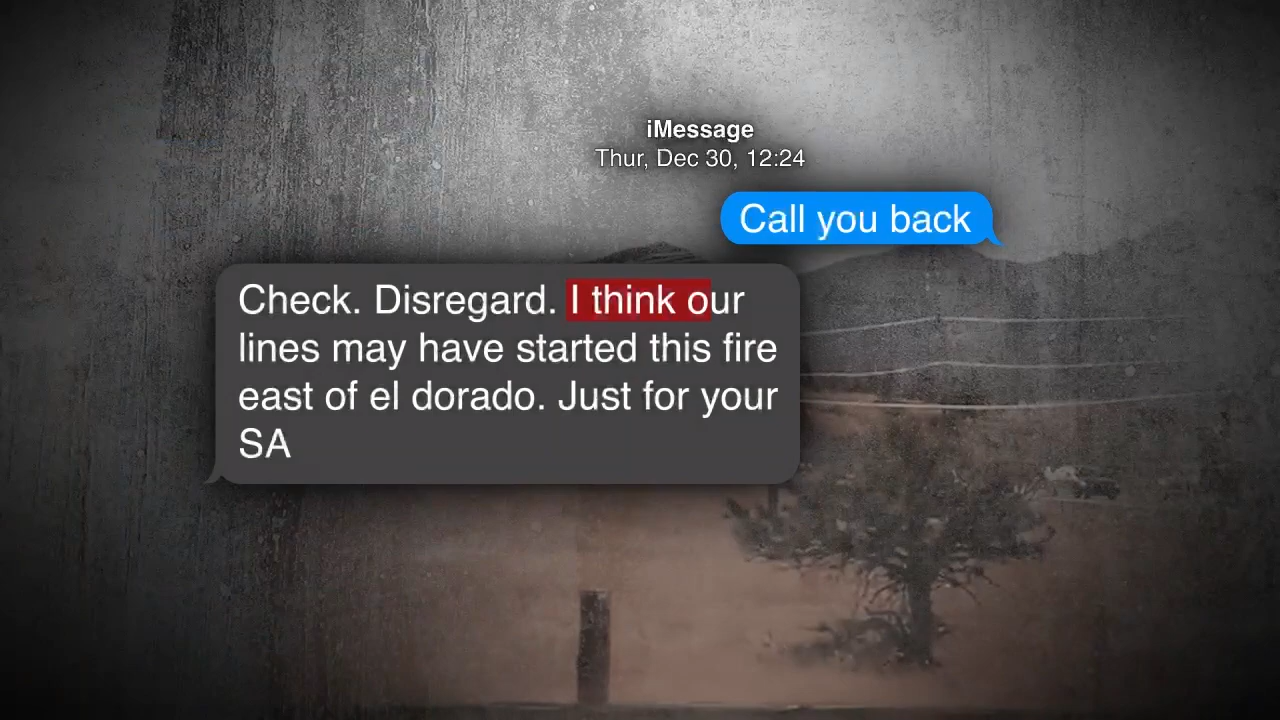 iMessage
Thur, Dec 30, 12:24
Call you back
Check. Disregard. I think our
lines may have started this fire
east of el dorado. Just for your
SA